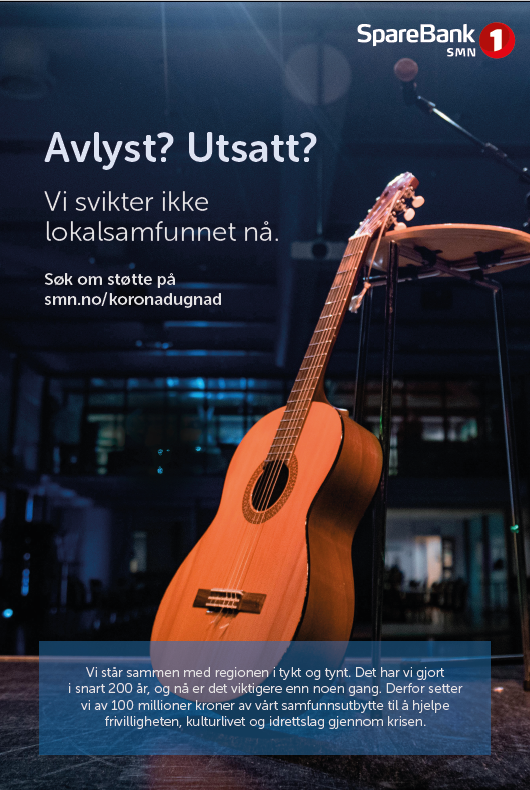 SpareBank 1
SMN
Avlyst? Utsatt?
Vi svikter ikke
lokalsamfunnet nå.
Søk om støtte på
smn.no/koronadugnad
Vi står sammen med regionen i tykt og tynt. Det har vi gjort
i snart 200 år, og nå er det viktigere enn noen gang. Derfor setter
vi av 100 millioner kroner av vårt samfunnsutbytte til å hjelpe
frivilligheten, kulturlivet og idrettslag gjennom krisen.